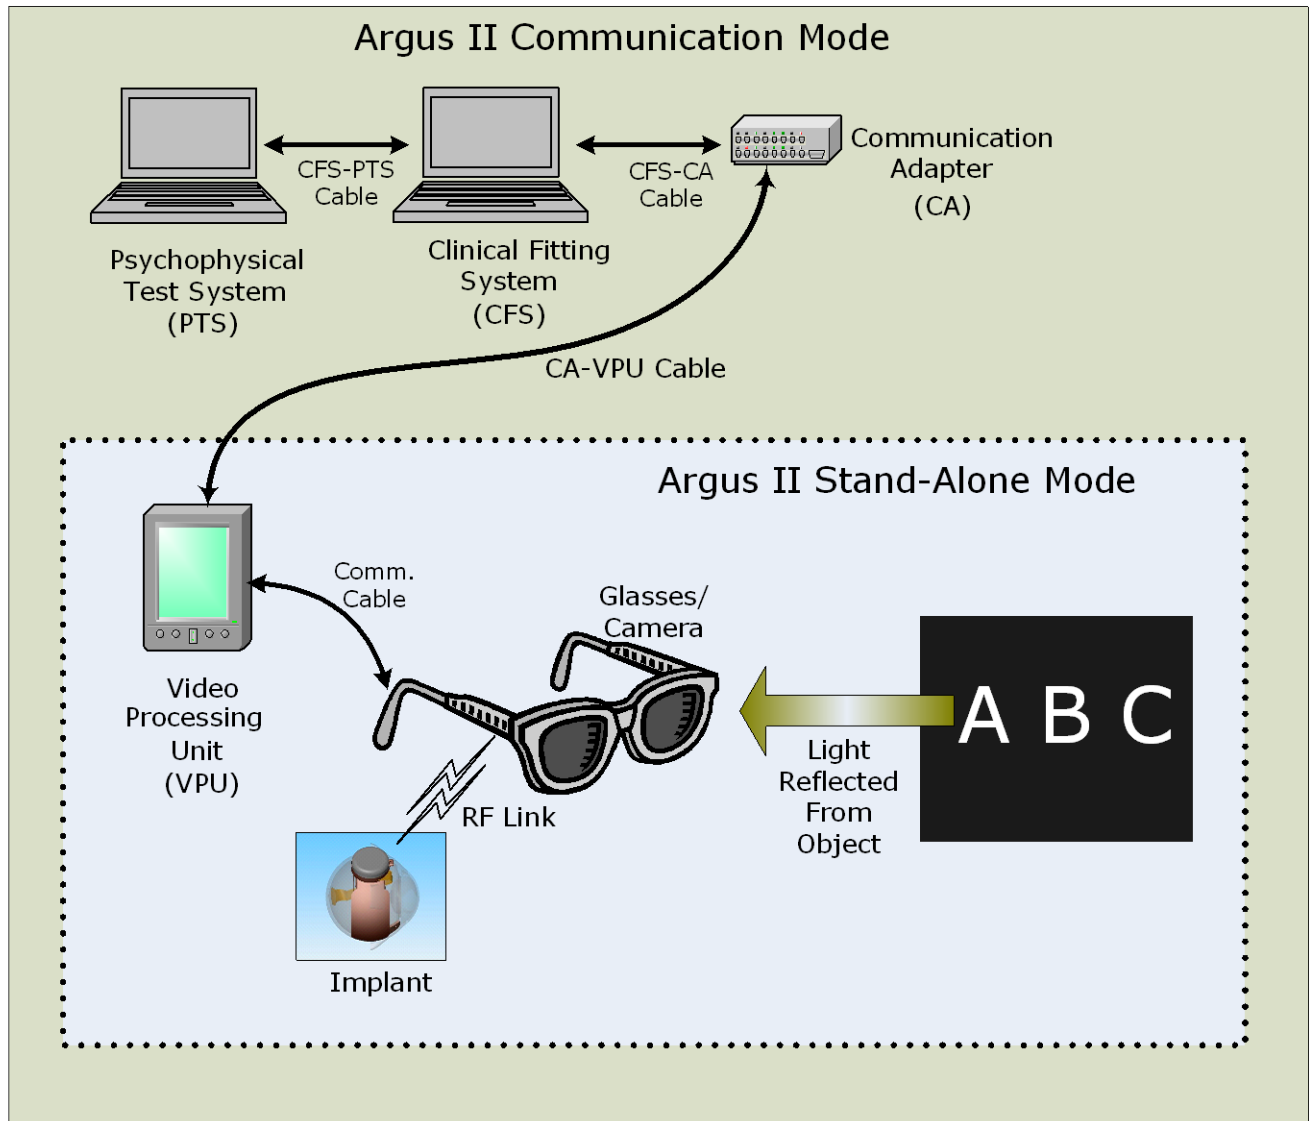 Argus II Communication Mode
CFS-PTS
Cable
CFS-CA
Cable
Communication
Adapter
(CA)
Psychophysical
Test System
(PTS)
Clinical Fitting
System
(CFS)
CA-VPU Cable
Argus II Stand-Alone Mode
Comm.
Cable
Glasses/
Camera
Video
Processing
Unit
(VPU)
A B C
Light
Reflected
From
Object
RF Link
Implant